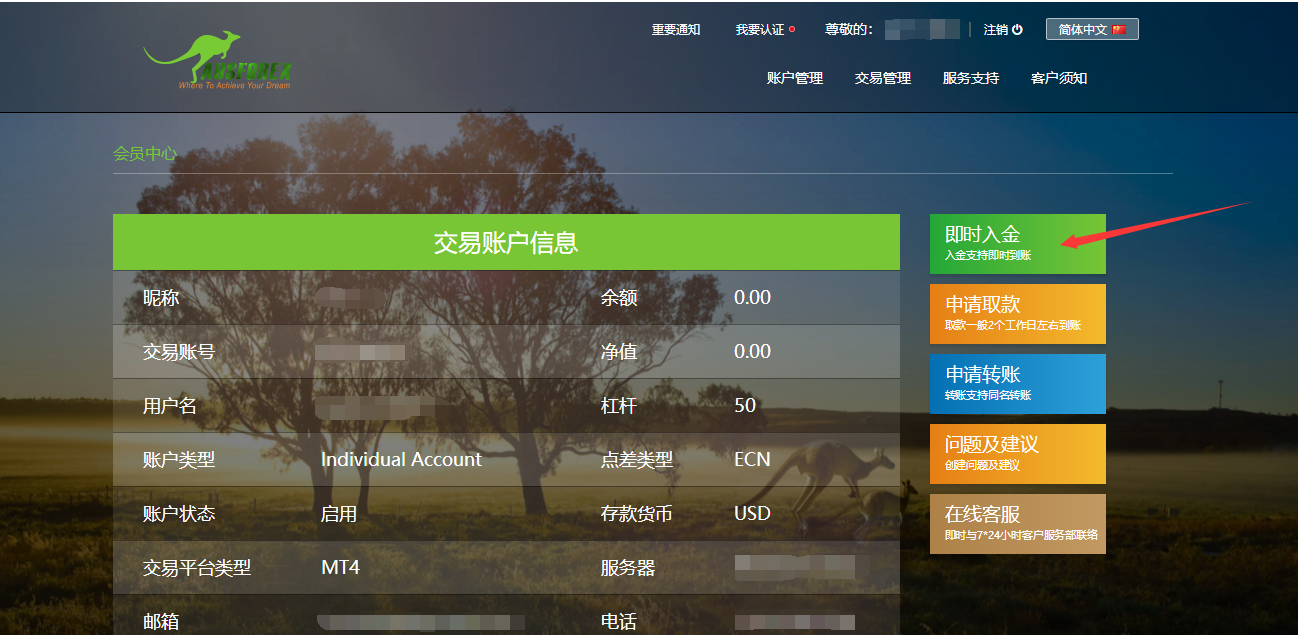 重要通知 我要认证 尊敬的： 注销 简体中文
AUSFOREX
Where To Achieve Your Dream
账户管理 交易管理 服务支持 客户须知
会员中心
交易账户信息
昵称 余额 0.00
交易账号 净值 0.00
用户名 杠杆 50
账户类型 Individual Account 点差类型 ECN
账户状态 启用 存款货币 USD
交易平台类型 MT4 服务器
邮箱 电话
即时入金
入金支持即时到账
申请取款
取款一般2个工作日左右到账
申请转账
转账支持同名转账
问题及建议
创建问题及建议
在线客服
即时与7*24小时客户服务部联络